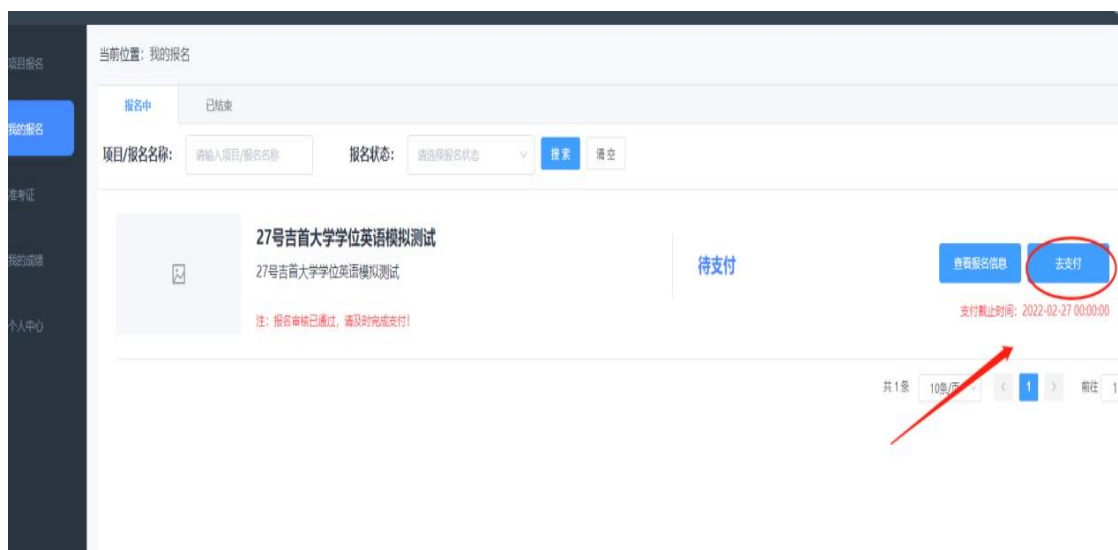 当前位置：我的报名
项目报名
我的报名
准考证
我的成绩
个人中心
报名中 已结束
项目/报名名称： 请输入项目/报名名称 报名状态： 请选择报名状态 搜索 清空
27号吉首大学学位英语模拟测试
27号吉首大学学位英语模拟测试
注：报名审核已通过，请及时完成支付！
待支付
查看报名信息 去支付
支付截止时间：2022-02-27 00:00:00
共1条 10条/页 1 前往 1